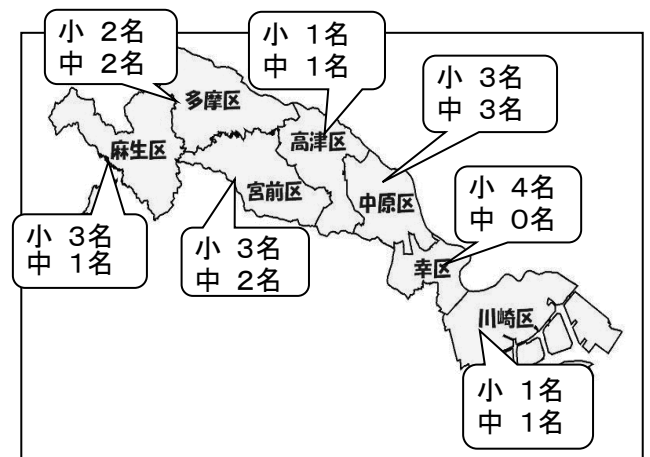 小 2名
中 2名
小 1名
中 1名
小 3名
中 3名
多摩区
高津区
麻生区
宮前区
中原区
小 4名
中 0名
小 3名
中 1名
小 3名
中 2名
幸区
川崎区
小 1名
中 1名